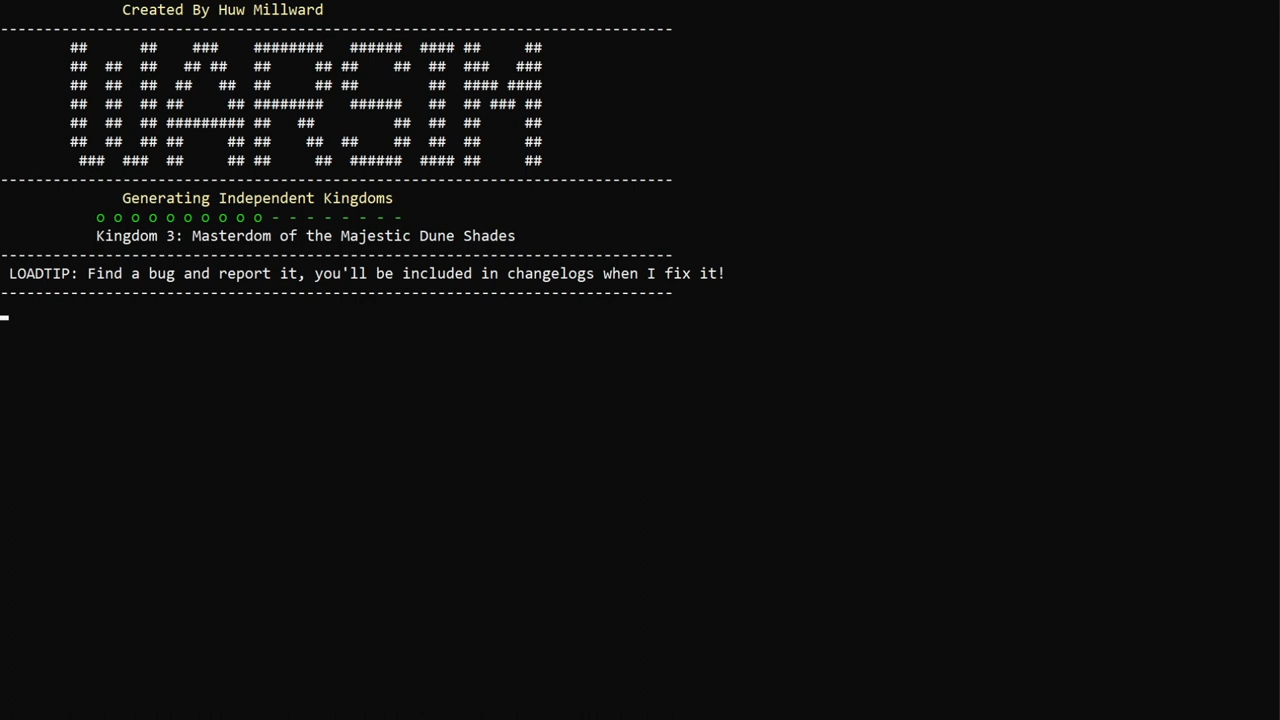 Created By Huw Millward
WARSIM
Generating Independent Kingdoms
o o o o o o o o o o - - - - - - - -
Kingdom 3: Masterdom of the Majestic Dune Shades
LOADTIP: Find a bug and report it, you'll be included in changelogs when I fix it!